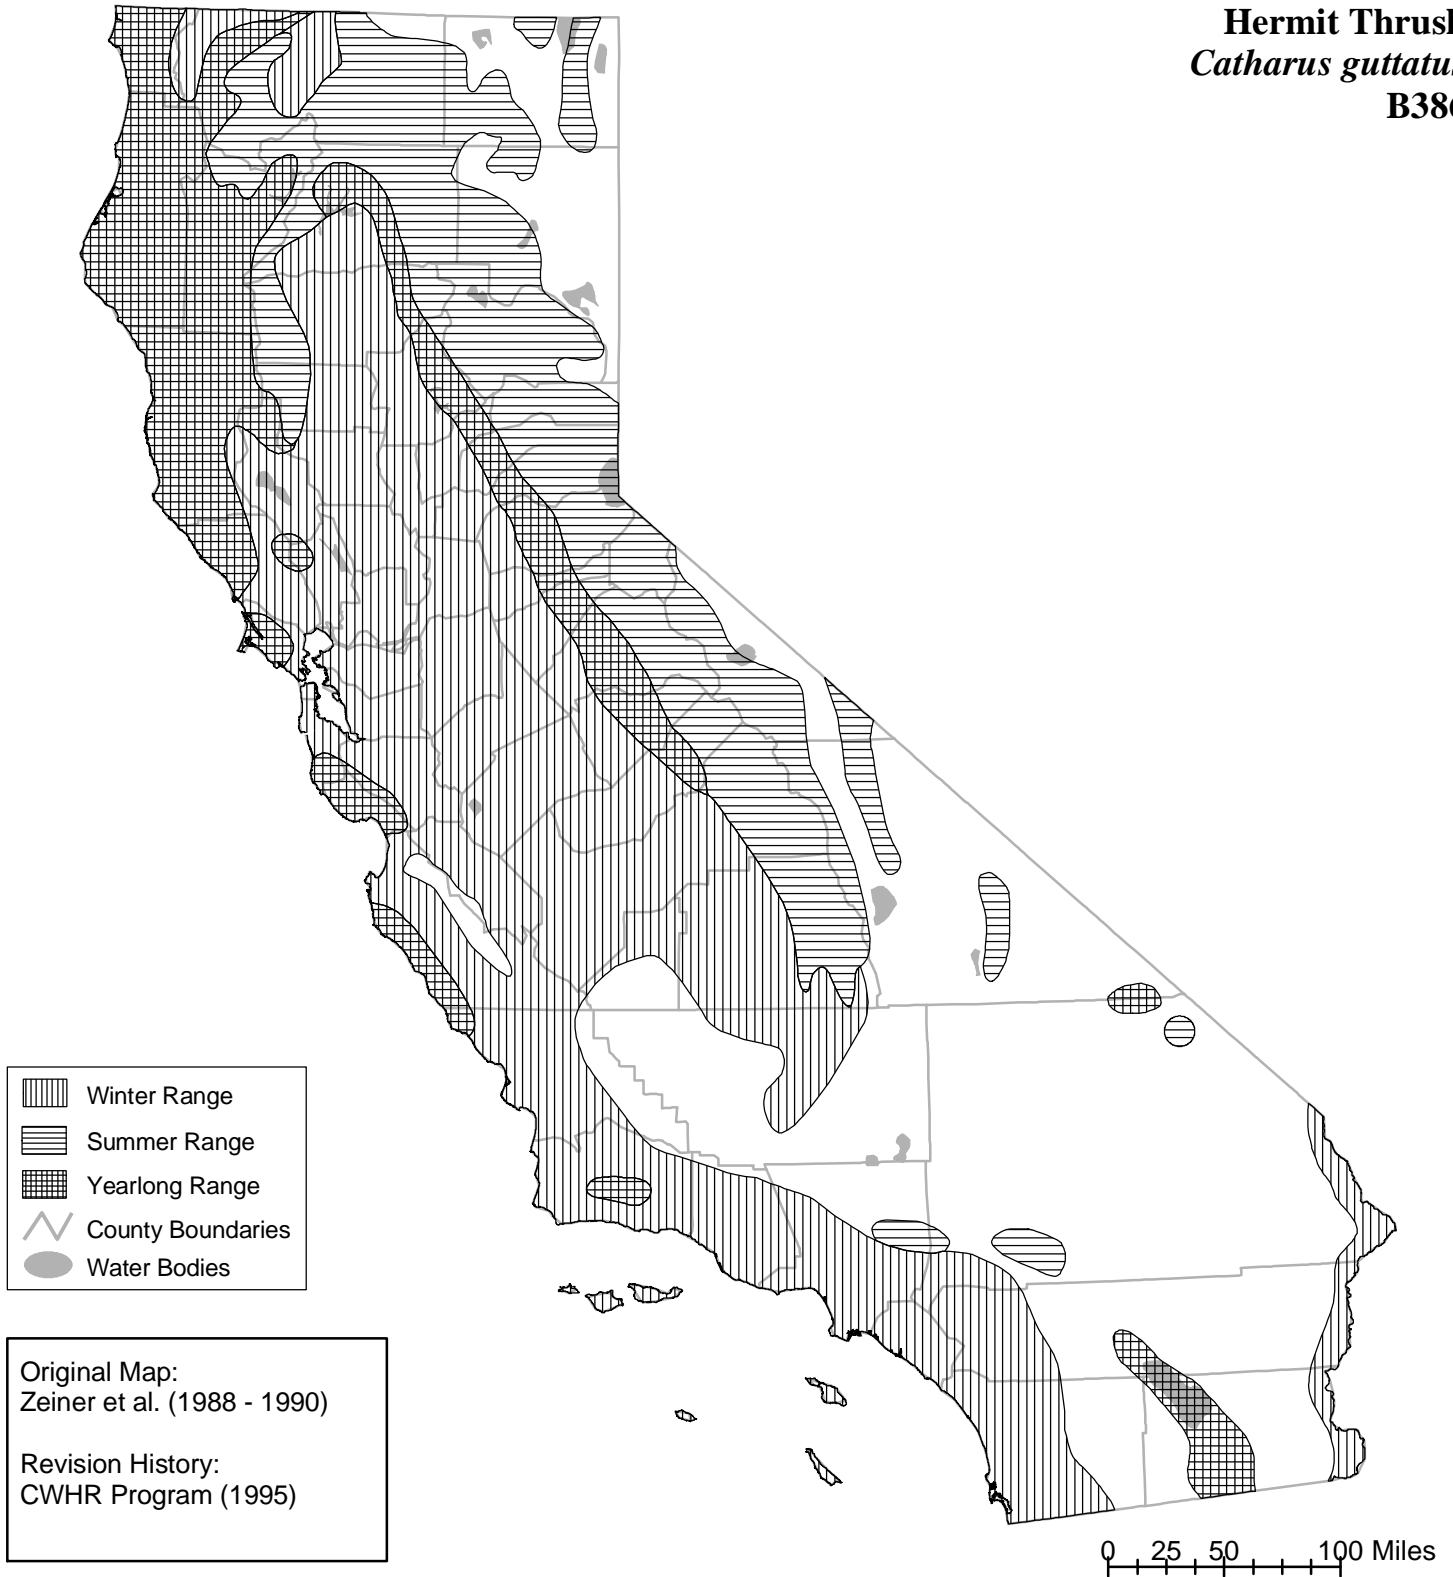 Hermit Thrush
Catharus guttatus
B386
Winter Range
Summer Range
Yearlong Range
County Boundaries
Water Bodies
Original Map:
Zeiner et al. (1988 - 1990)
Revision History:
CWHR Program (1995)
0 25 50 100 Miles